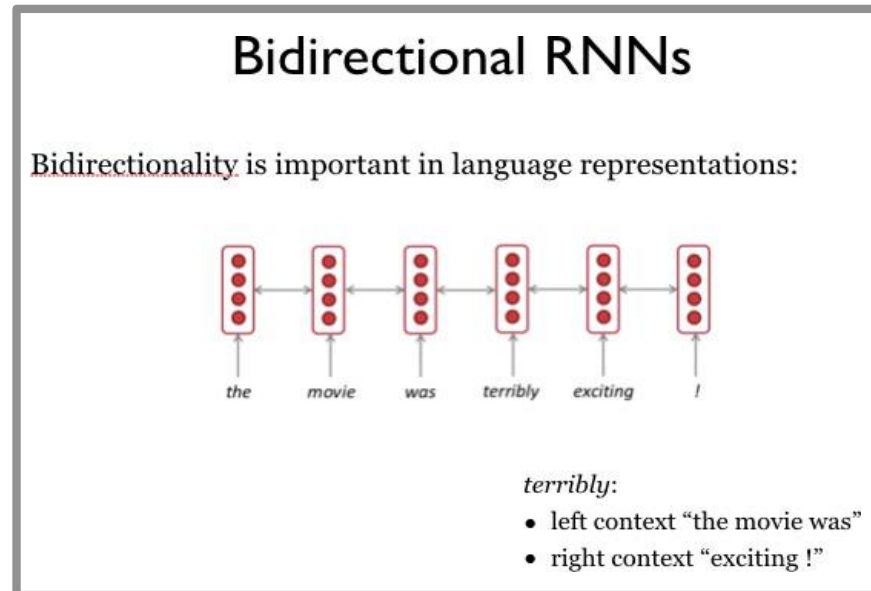 Bidirectional RNNs
Bidirectionality is important in language representations:
the movie was terribly exciting !
terribly:
• left context “the movie was”
• right context “exciting !”